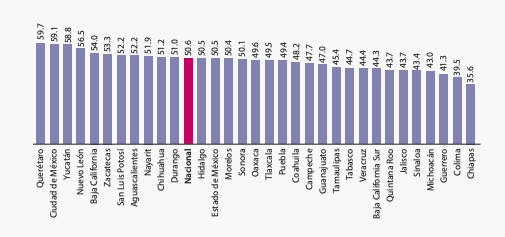 59.7
59.1
58.8
56.5
54.0
53.3
52.2
52.2
51.9
51.2
51.0
50.6
50.5
50.5
50.4
50.1
49.6
49.5
49.4
48.2
47.7
47.0
45.4
44.7
44.4
44.3
43.7
43.7
43.4
43.0
41.3
39.5
35.6
Querétaro
Ciudad de México
Yucatán
Nuevo León
Baja California
Zacatecas
San Luis Potosí
Aguascalientes
Nayarit
Chihuahua
Durango
Nacional
Hidalgo
Estado de México
Morelos
Sonora
Oaxaca
Tlaxcala
Puebla
Coahuila
Campeche
Guanajuato
Tamaulipas
Tabasco
Veracruz
Baja California Sur
Quintana Roo
Jalisco
Sinaloa
Michoacán
Guerrero
Colima
Chiapas